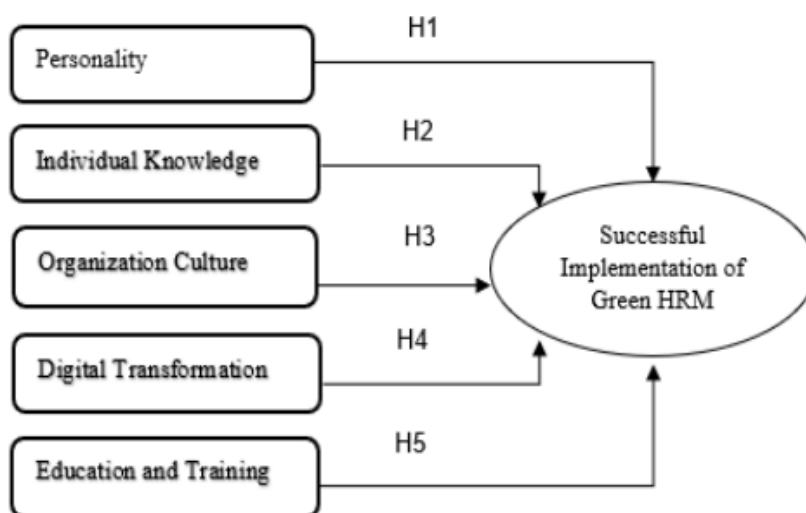 H1
Personality
H2
Individual Knowledge
H3
Organization Culture
Successful
Implementation of
Green HRM
H4
Digital Transformation
H5
Education and Training